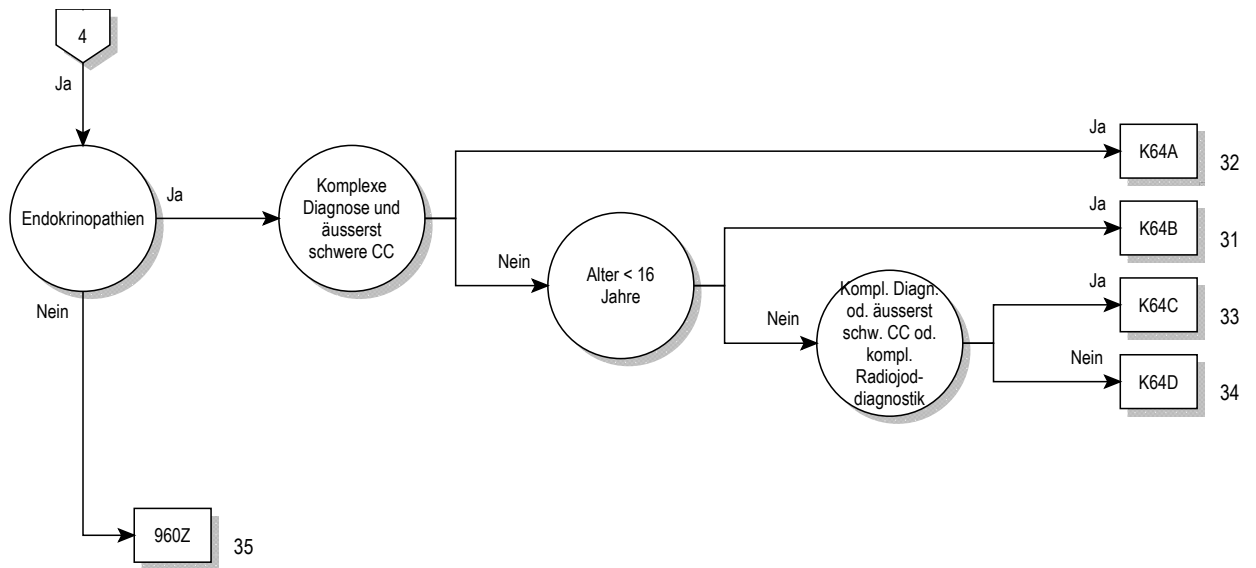 4
Ja
Endokrinopathien
Ja
Nein
Komplexe
Diagnose und
äusserst
schwere CC
Ja
K64A
32
Nein
Alter < 16
Jahre
Ja
K64B
31
Nein
Kompl. Diagn.
od. äusserst
schw. CC od.
kompl.
Radiojod-
diagnostik
Ja
K64C
33
Nein
K64D
34
960Z
35